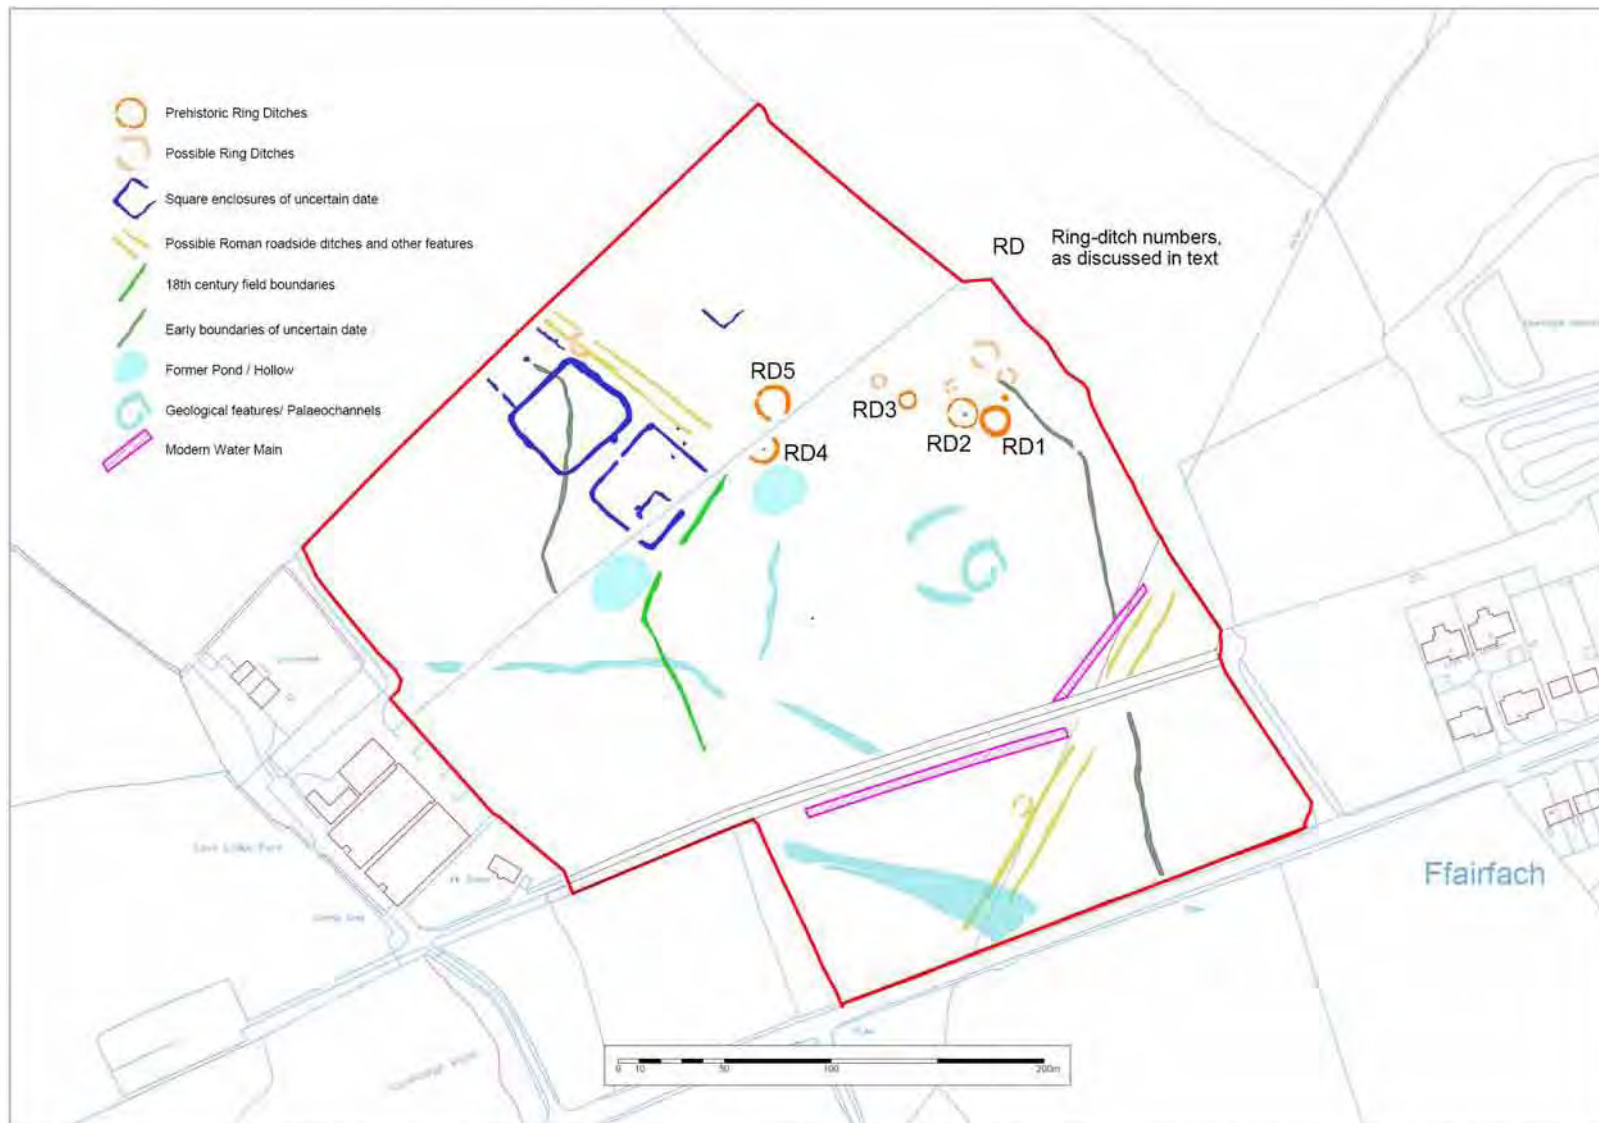 Prehistoric Ring Ditches
Possible Ring Ditches
Square enclosures of uncertain date
Possible Roman roadside ditches and other features
18th century field boundaries
Early boundaries of uncertain date
Former Pond / Hollow
Geological features/ Palaeochannels
Modern Water Main
RD
Ring-ditch numbers,
as discussed in text
RD5
RD3
RD2
RD1
RD4
Ffairfach
0 10 50 100 200m